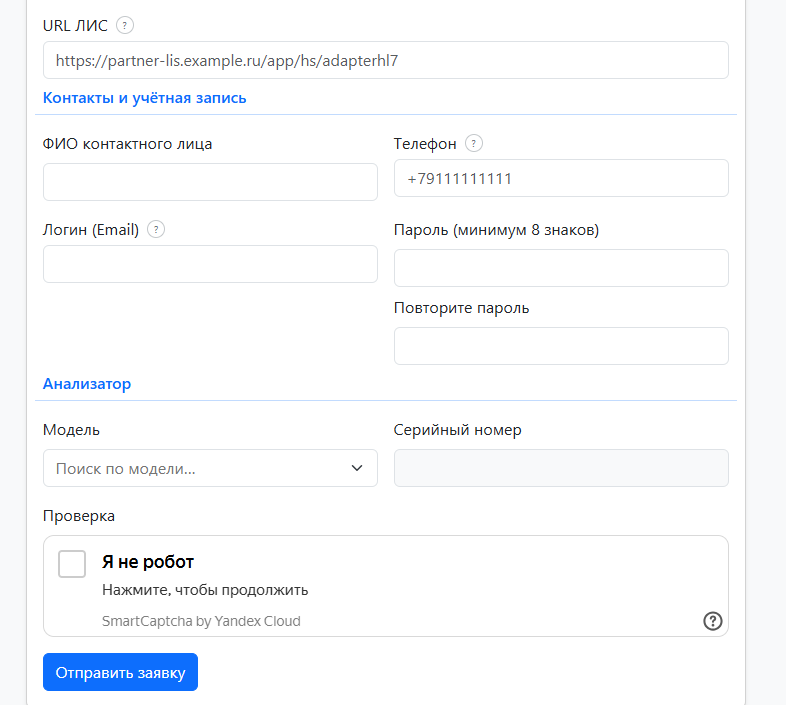 URL ЛИС ?
https://partner-lis.example.ru/app/hs/adapterhl7
Контакты и учётная запись
ФИО контактного лица
Телефон ?
+79111111111
Логин (Email) ?
Пароль (минимум 8 знаков)
Повторите пароль
Анализатор
Модель
Поиск по модели...
Серийный номер
Проверка
Я не робот
Нажмите, чтобы продолжить
SmartCaptcha by Yandex Cloud
?
Отправить заявку